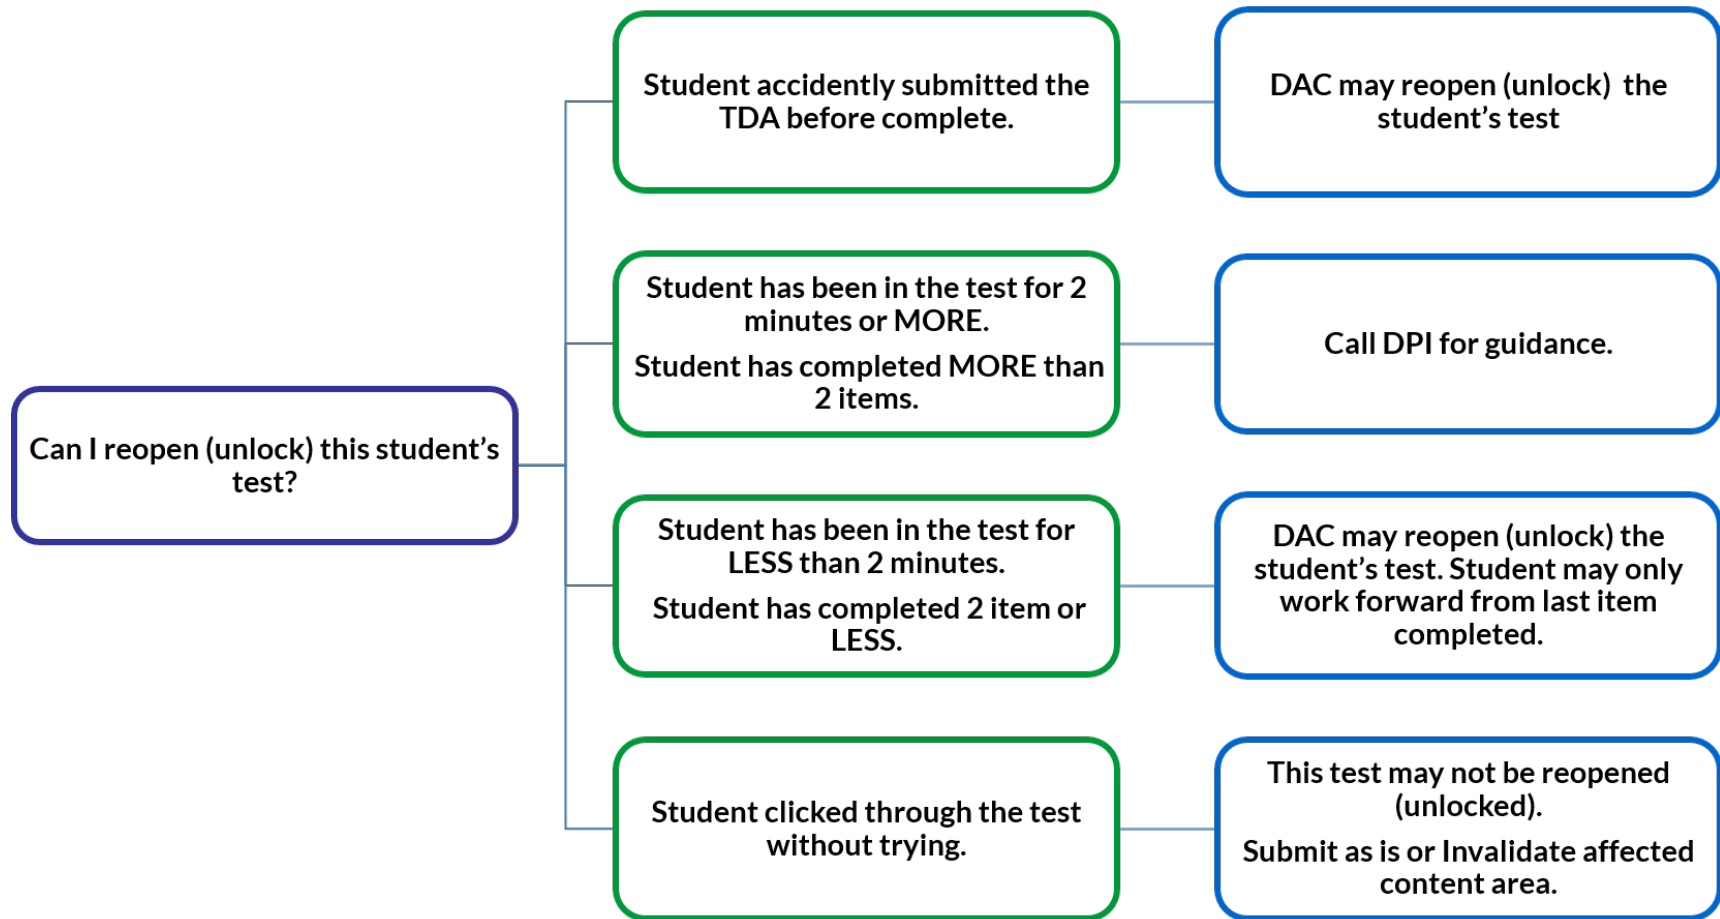 Can I reopen (unlock) this student’s
test?
Student accidently submitted the
TDA before complete.
DAC may reopen (unlock) the
student’s test
Student has been in the test for 2
minutes or MORE.
Student has completed MORE than
2 items.
Call DPI for guidance.
Student has been in the test for
LESS than 2 minutes.
Student has completed 2 item or
LESS.
DAC may reopen (unlock) the
student’s test. Student may only
work forward from last item
completed.
Student clicked through the test
without trying.
This test may not be reopened
(unlocked).
Submit as is or Invalidate affected
content area.